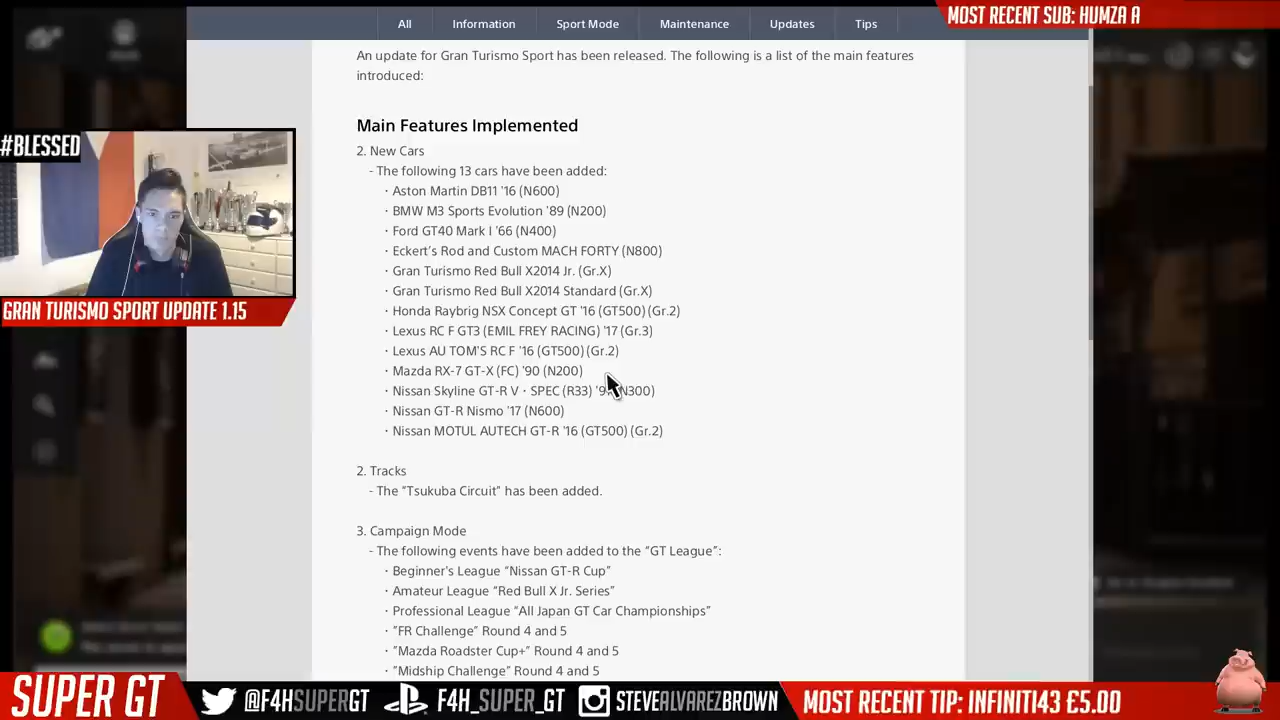 All Information Sport Mode Maintenance Updates Tips
MOST RECENT SUB: HUMZA A
An update for Gran Turismo Sport has been released. The following is a list of the main features
introduced:
Main Features Implemented
2. New Cars
- The following 13 cars have been added:
· Aston Martin DB11 '16 (N600)
· BMW M3 Sports Evolution '89 (N200)
· Ford GT40 Mark I '66 (N400)
· Eckert's Rod and Custom MACH FORTY (N800)
· Gran Turismo Red Bull X2014 Jr. (Gr.X)
· Gran Turismo Red Bull X2014 Standard (Gr.X)
· Honda Raybrig NSX Concept GT '16 (GT500) (Gr.2)
· Lexus RC F GT3 (EMIL FREY RACING) '17 (Gr.3)
· Lexus AU TOM'S RC F '16 (GT500) (Gr.2)
· Mazda RX-7 GT-X (FC) '90 (N200)
· Nissan Skyline GT-R V · SPEC (R33) N300)
· Nissan GT-R Nismo '17 (N600)
· Nissan MOTUL AUTECH GT-R '16 (GT500) (Gr.2)
2. Tracks
- The "Tsukuba Circuit" has been added.
3. Campaign Mode
- The following events have been added to the "GT League":
· Beginner's League "Nissan GT-R Cup"
· Amateur League "Red Bull X Jr. Series"
· Professional League "All Japan GT Car Championships"
· "FR Challenge" Round 4 and 5
· "Mazda Roadster Cup+" Round 4 and 5
· "Midship Challenge" Round 4 and 5
#BLESSED
GRAN TURISMO SPORT UPDATE 1.15
SUPER GT @F4HSUPERGT F4H_SUPER_GT STEVEALVAREZBROWN MOST RECENT TIP: INFINITI43 £5.00